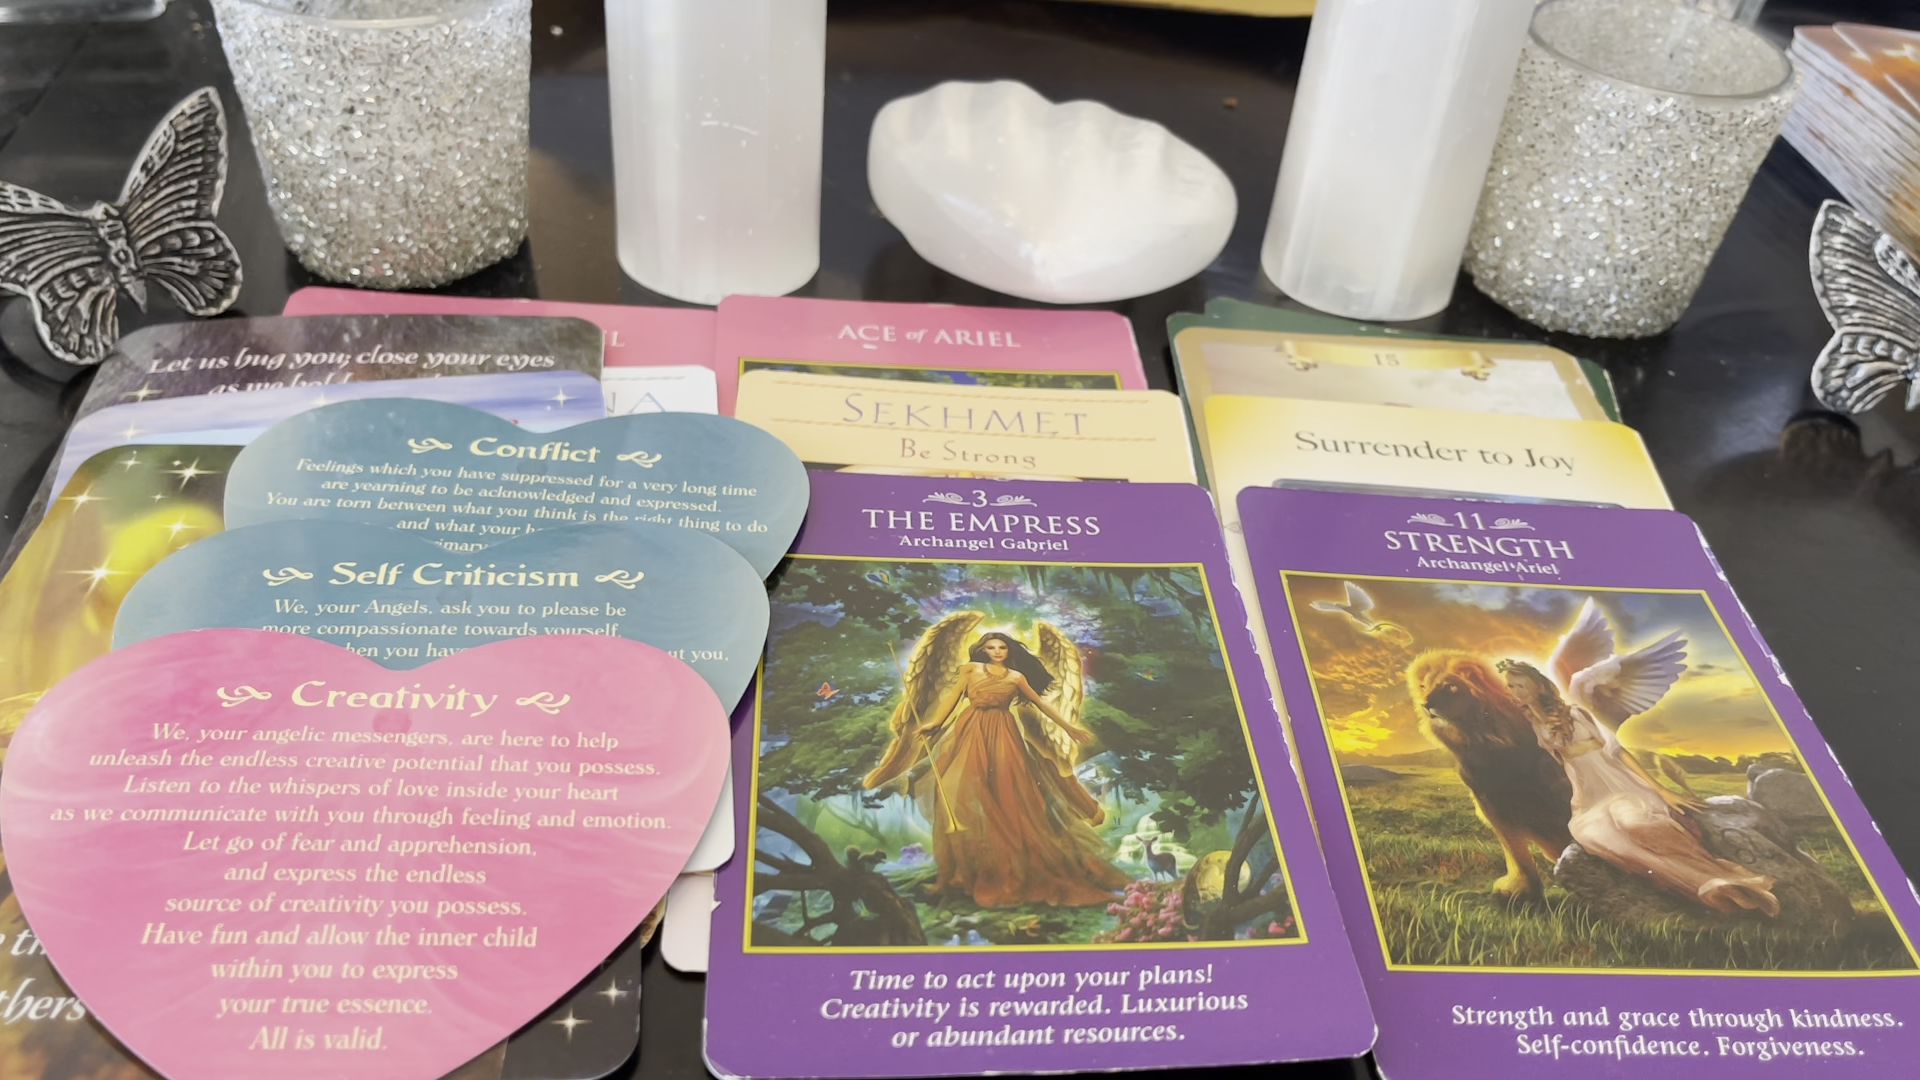 Let us hug you; close your eyes
as we hold
Conflict
Feelings which you have suppressed for a very long time
are yearning to be acknowledged and expressed.
You are torn between what you think is the right thing to do
and what your
Self Criticism
We, your Angels, ask you to please be
more compassionate towards yourself.
you have
ut you,
Creativity
We, your angelic messengers, are here to help
unleash the endless creative potential that you possess.
Listen to the whispers of love inside your heart
as we communicate with you through feeling and emotion.
Let go of fear and apprehension,
and express the endless
source of creativity you possess.
Have fun and allow the inner child
within you to express
your true essence.
All is valid.
ACE of ARIEL
SEKHMET
Be Strong
3
THE EMPRESS
Archangel Gabriel
Time to act upon your plans!
Creativity is rewarded. Luxurious
or abundant resources.
15
Surrender to Joy
11
STRENGTH
Archangel Ariel
Strength and grace through kindness.
Self-confidence. Forgiveness.